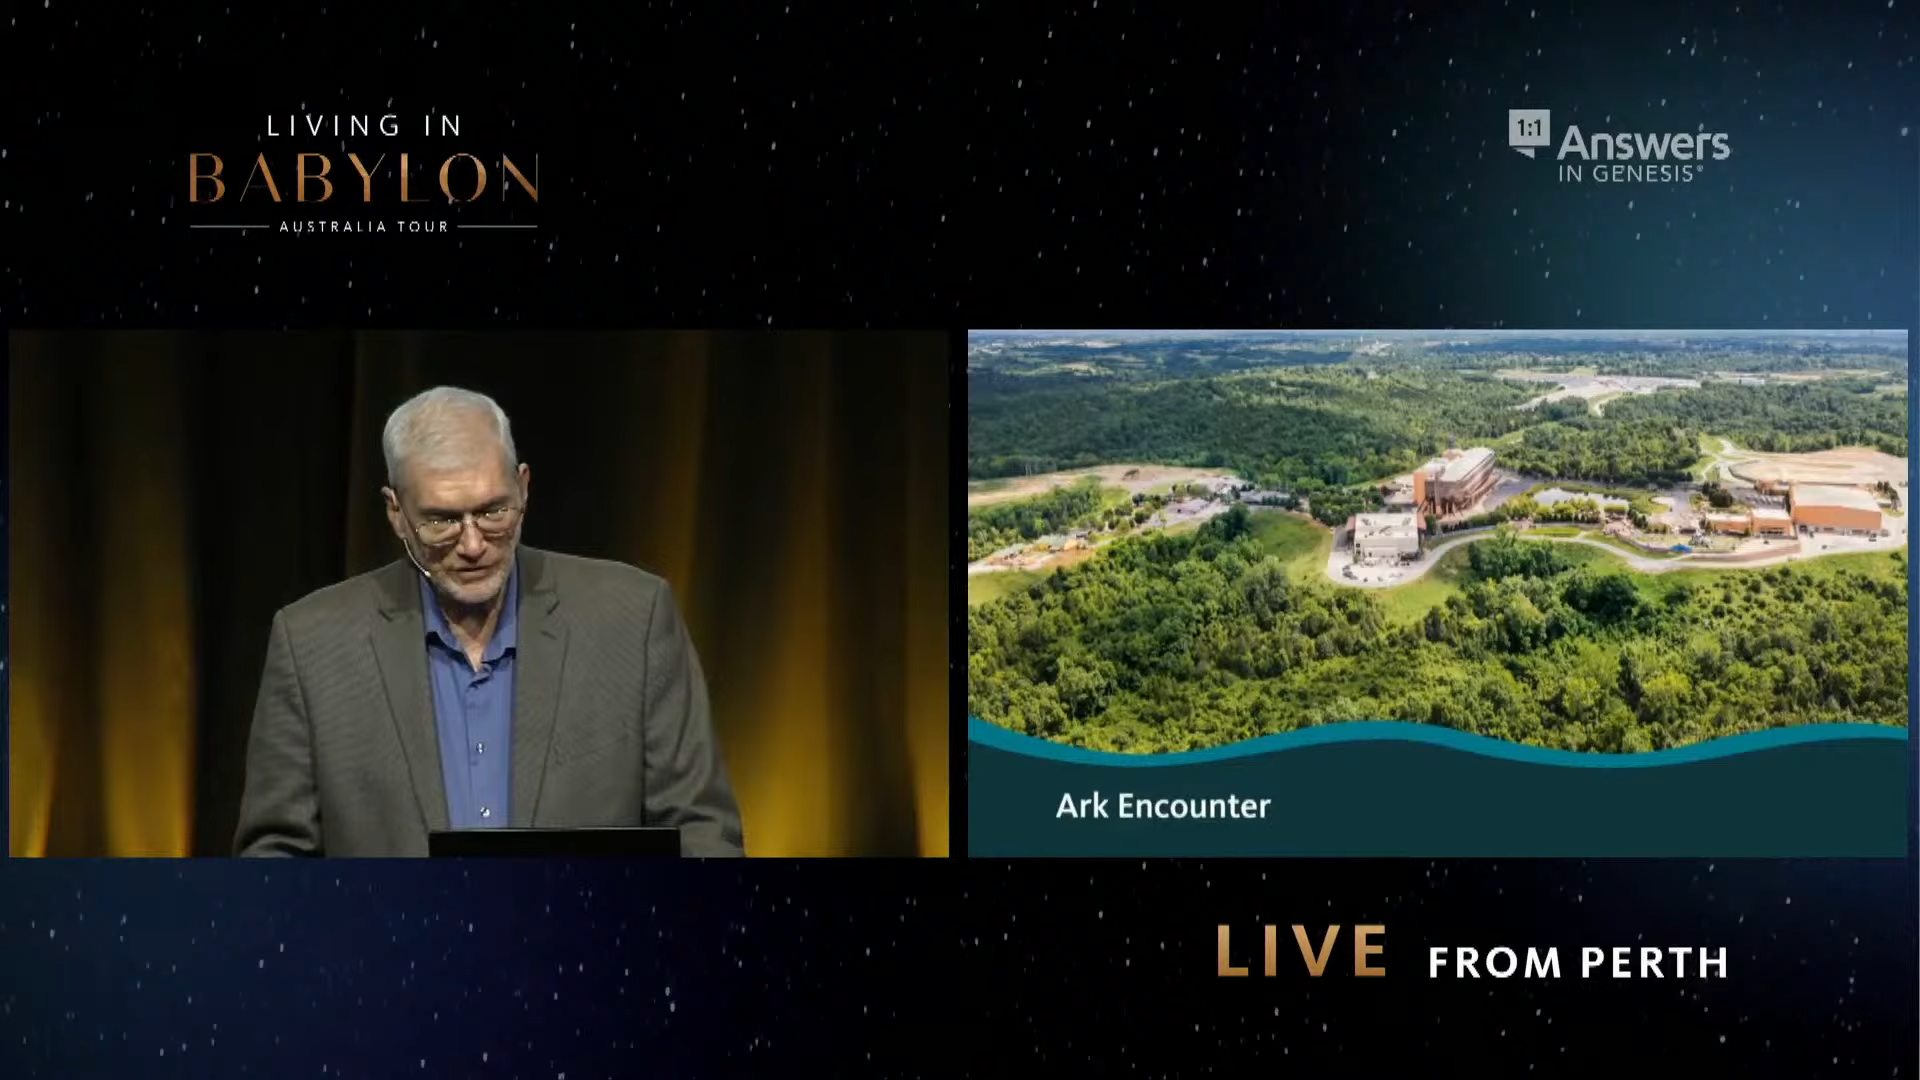 LIVING IN
BABYLON
AUSTRALIA TOUR
1:1
Answers
IN GENESIS®
Ark Encounter
LIVE FROM PERTH